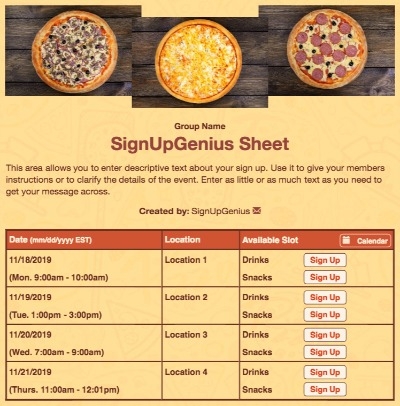 Group Name
SignUpGenius Sheet
This area allows you to enter descriptive text about your sign up. Use it to give your members
instructions or to clarify the details of the event. Enter as little or as much text as you need to
get your message across.
Created by: SignUpGenius
Date (mm/dd/yyyy EST) Location Available Slot Calendar
11/18/2019 Location 1 Drinks Sign Up
(Mon. 9:00am - 10:00am) Snacks Sign Up
11/19/2019 Location 2 Drinks Sign Up
(Tue. 1:00pm - 3:00pm) Snacks Sign Up
11/20/2019 Location 3 Drinks Sign Up
(Wed. 7:00am - 9:00am) Snacks Sign Up
11/21/2019 Location 4 Drinks Sign Up
(Thurs. 11:00am - 12:01pm) Snacks Sign Up